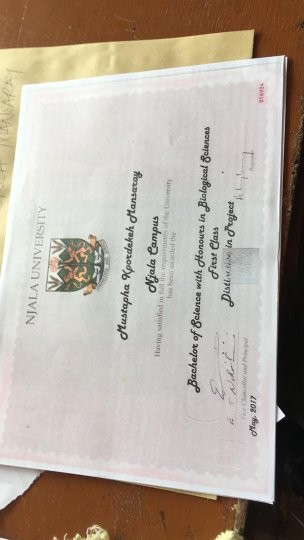 NJALA UNIVERSITY
Mustapha Kpordekeh Mansaray
Njala Campus
Having satisfied in full the requirements of the University
has been awarded the
Bachelor of Science with Honours in Biological Sciences
First Class
Distinction in Project
Vice Chancellor and Principal
Registrar
May, 2017
MANSARAY